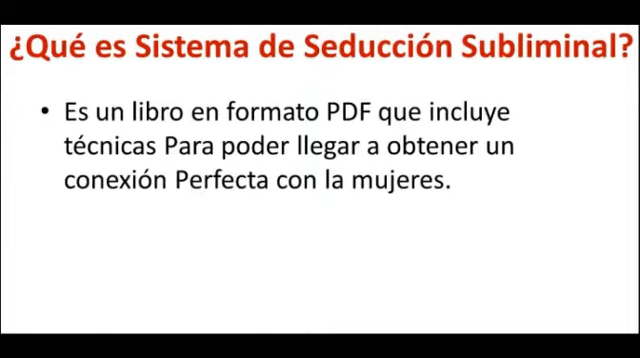 ¿Qué es Sistema de Seducción Subliminal?
• Es un libro en formato PDF que incluye
técnicas Para poder llegar a obtener un
conexión Perfecta con la mujeres.